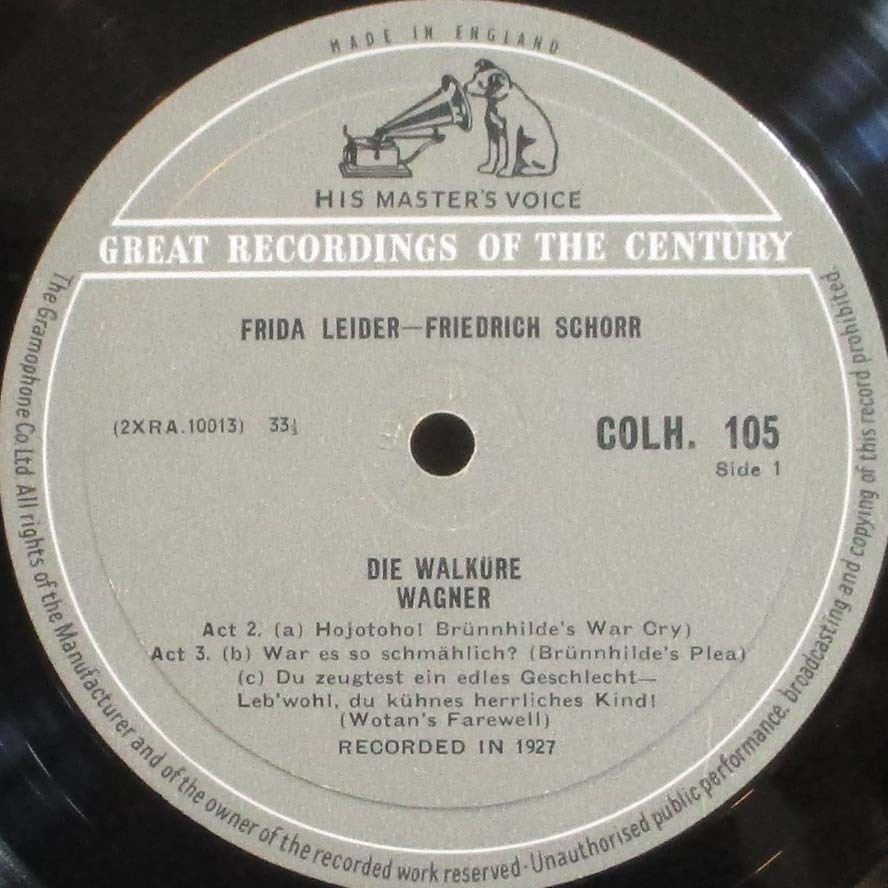 MADE IN ENGLAND
HIS MASTER'S VOICE
GREAT RECORDINGS OF THE CENTURY
FRIDA LEIDER—FRIEDRICH SCHORR
(2XRA.10013) 33⅓
COLH. 105
Side 1
DIE WALKÜRE
WAGNER
Act 2. (a) Hojotoho! Brünnhilde's War Cry)
Act 3. (b) War es so schmählich? (Brünnhilde's Plea)
(c) Du zeugtest ein edles Geschlecht—
Leb'wohl, du kühnes herrliches Kind!
(Wotan's Farewell)
RECORDED IN 1927
The Gramophone Co. Ltd. All rights of the Manufacturer and of the owner of the recorded work reserved-Unauthorised public performance, broadcasting and copying of this record prohibited.